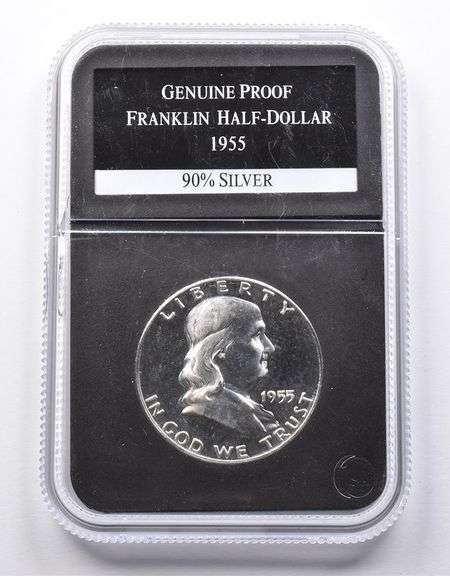 GENUINE PROOF
FRANKLIN HALF-DOLLAR
1955
90% SILVER
LIBERTY
1955
IN GOD WE TRUST